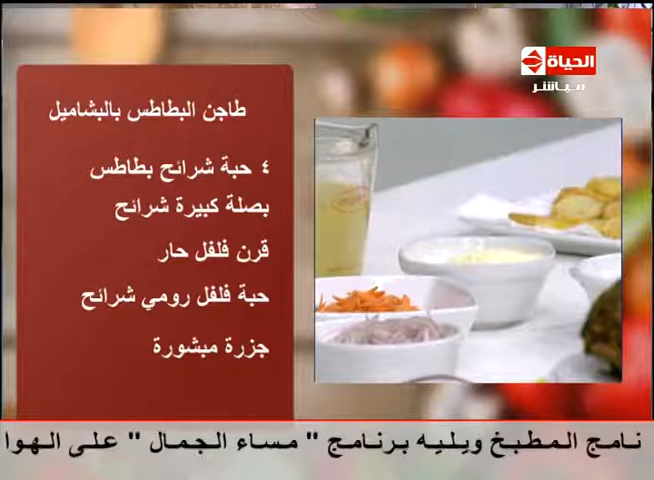 الحياة
مباشر
طاجن البطاطس بالبشاميل
٤ حبة شرائح بطاطس
بصلة كبيرة شرائح
قرن فلفل حار
حبة فلفل رومي شرائح
جزرة مبشورة
نامج المطبخ ويليه برنامج " مساء الجمال " على الهوا